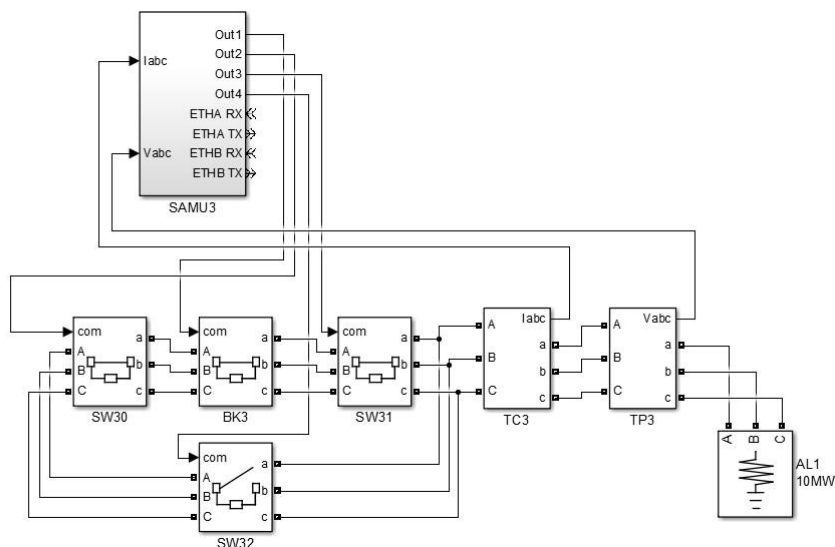 Out1
Out2
Iabc
Out3
Out4
ETHA RX
ETHA TX
Vabc
ETHB RX
ETHB TX
SAMU3
com
a
A
b
B
C
c
SW30
com
a
A
b
B
C
c
BK3
com
a
A
b
B
C
c
SW31
Iabc
A
a
B
b
C
c
TC3
Vabc
A
a
B
b
C
c
TP3
com
a
A
b
B
C
c
SW32
A
B
C
AL1
10MW